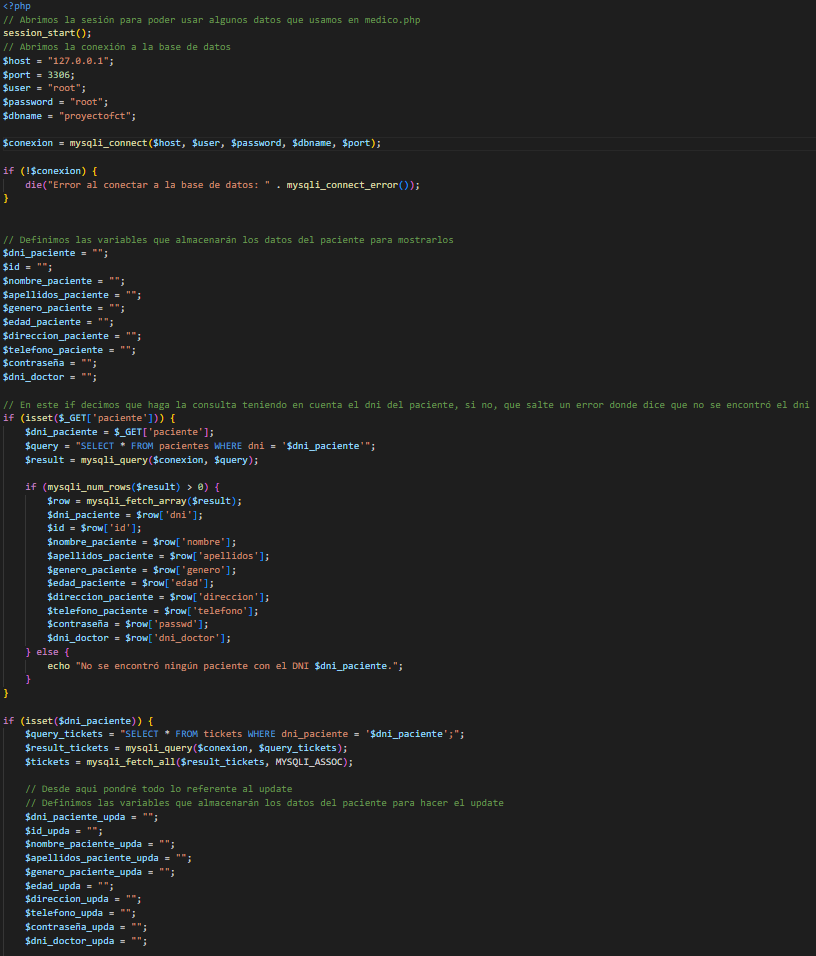 <?php
// Abrimos la sesión para poder usar algunos datos que usamos en medico.php
session_start();
// Abrimos la conexión a la base de datos
$host = "127.0.0.1";
$port = 3306;
$user = "root";
$password = "root";
$dbname = "proyectofct";

$conexion = mysqli_connect($host, $user, $password, $dbname, $port);

if (!$conexion) {
    die("Error al conectar a la base de datos: " . mysqli_connect_error());
}


// Definimos las variables que almacenarán los datos del paciente para mostrarlos
$dni_paciente = "";
$id = "";
$nombre_paciente = "";
$apellidos_paciente = "";
$genero_paciente = "";
$edad_paciente = "";
$direccion_paciente = "";
$telefono_paciente = "";
$contraseña = "";
$dni_doctor = "";

// En este if decimos que haga la consulta teniendo en cuenta el dni del paciente, si no, que salte un error donde dice que no se encontró el dni
if (isset($_GET['paciente'])) {
    $dni_paciente = $_GET['paciente'];
    $query = "SELECT * FROM pacientes WHERE dni = '$dni_paciente'";
    $result = mysqli_query($conexion, $query);

    if (mysqli_num_rows($result) > 0) {
        $row = mysqli_fetch_array($result);
        $dni_paciente = $row['dni'];
        $id = $row['id'];
        $nombre_paciente = $row['nombre'];
        $apellidos_paciente = $row['apellidos'];
        $genero_paciente = $row['genero'];
        $edad_paciente = $row['edad'];
        $direccion_paciente = $row['direccion'];
        $telefono_paciente = $row['telefono'];
        $contraseña = $row['passwd'];
        $dni_doctor = $row['dni_doctor'];
    } else {
        echo "No se encontró ningún paciente con el DNI $dni_paciente.";
    }
}

if (isset($dni_paciente)) {
    $query_tickets = "SELECT * FROM tickets WHERE dni_paciente = '$dni_paciente';";
    $result_tickets = mysqli_query($conexion, $query_tickets);
    $tickets = mysqli_fetch_all($result_tickets, MYSQLI_ASSOC);

    // Desde aqui pondré todo lo referente al update
    // Definimos las variables que almacenarán los datos del paciente para hacer el update
    $dni_paciente_upda = "";
    $id_upda = "";
    $nombre_paciente_upda = "";
    $apellidos_paciente_upda = "";
    $genero_paciente_upda = "";
    $edad_upda = "";
    $direccion_upda = "";
    $telefono_upda = "";
    $contraseña_upda = "";
    $dni_doctor_upda = "";